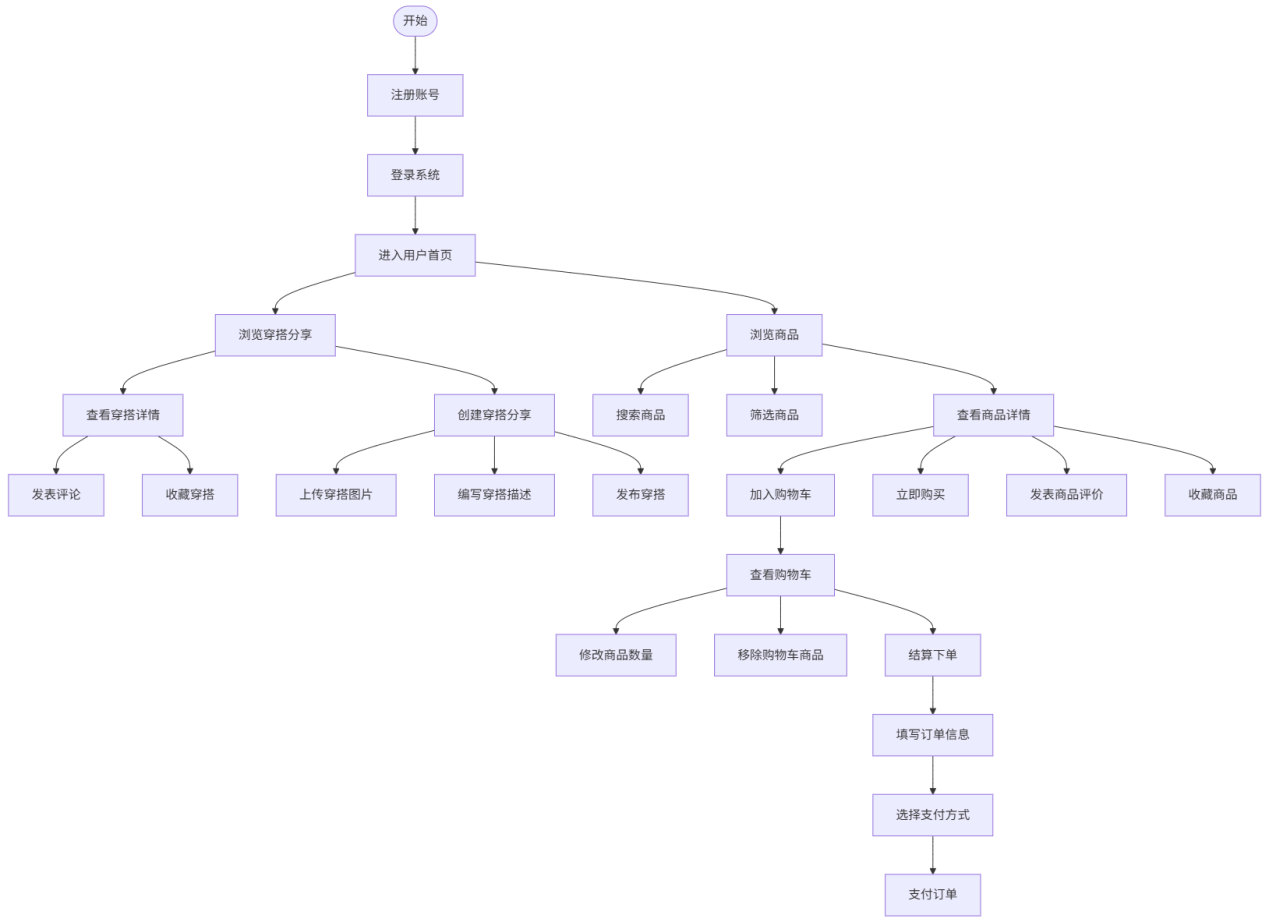 开始
注册账号
登录系统
进入用户首页
浏览穿搭分享
浏览商品
查看穿搭详情
创建穿搭分享
搜索商品
筛选商品
查看商品详情
发表评论
收藏穿搭
上传穿搭图片
编写穿搭描述
发布穿搭
加入购物车
立即购买
发表商品评价
收藏商品
查看购物车
修改商品数量
移除购物车商品
结算下单
填写订单信息
选择支付方式
支付订单